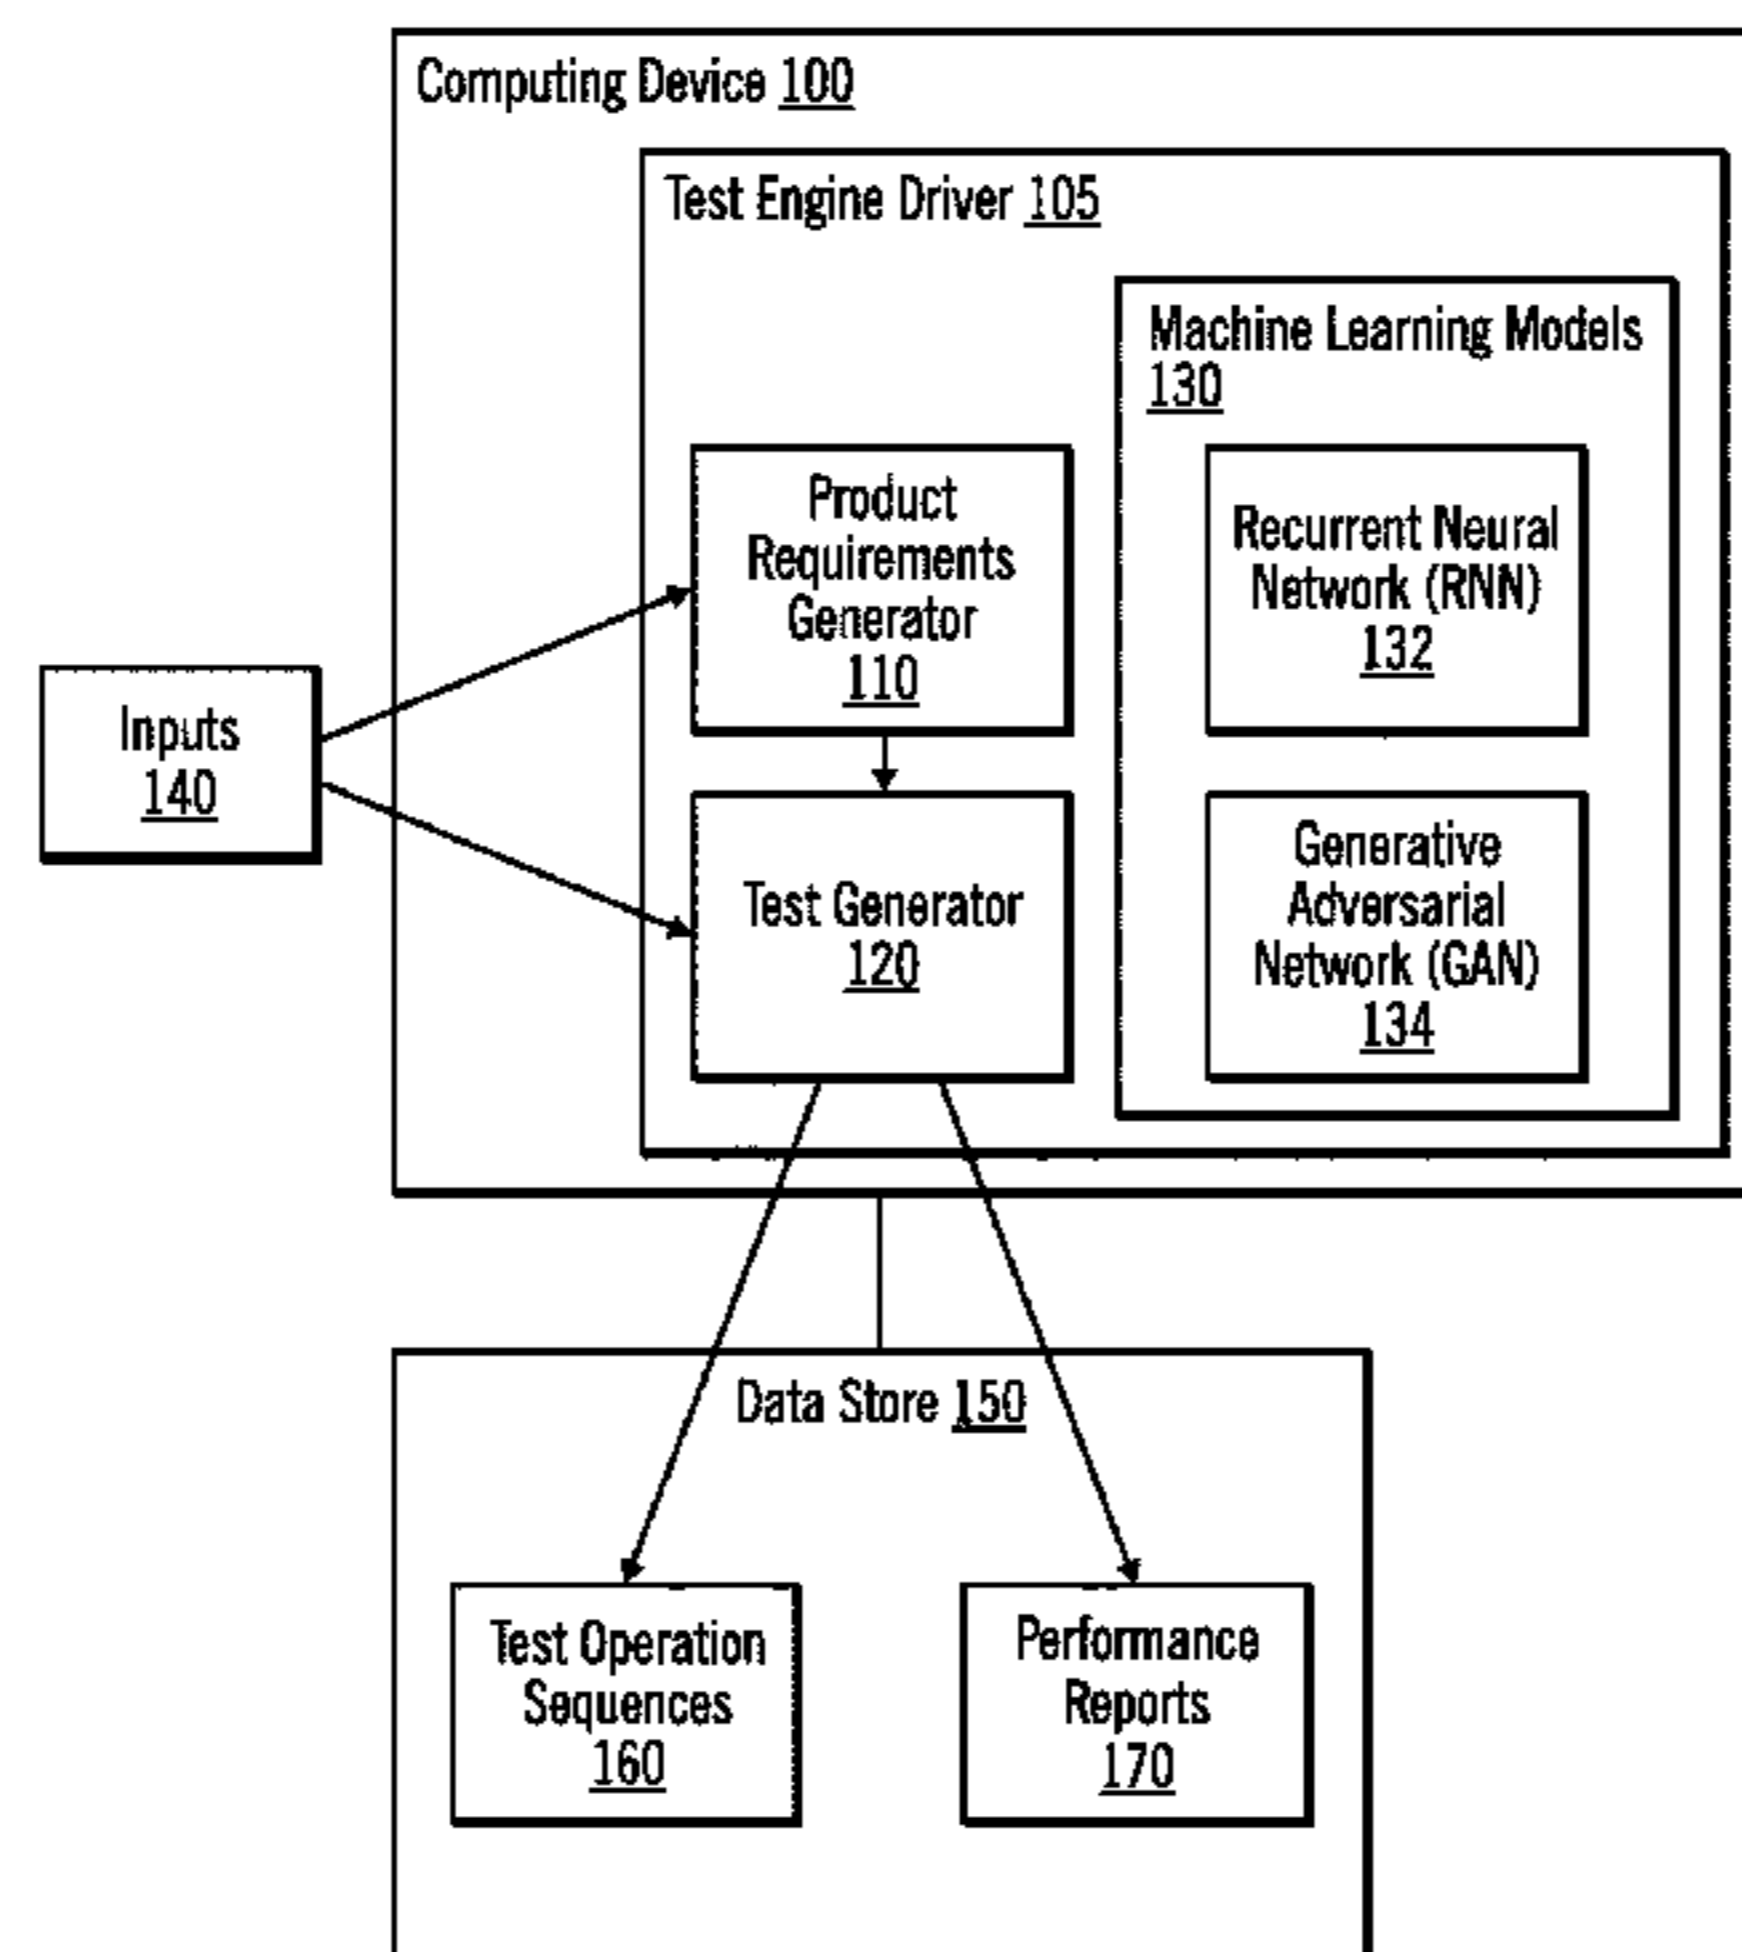 Computing Device 100
Test Engine Driver 105
Machine Learning Models
130
Product
Requirements
Generator
110
Recurrent Neural
Network (RNN)
132
Inputs
140
Test Generator
120
Generative
Adversarial
Network (GAN)
134
Data Store 150
Test Operation
Sequences
160
Performance
Reports
170